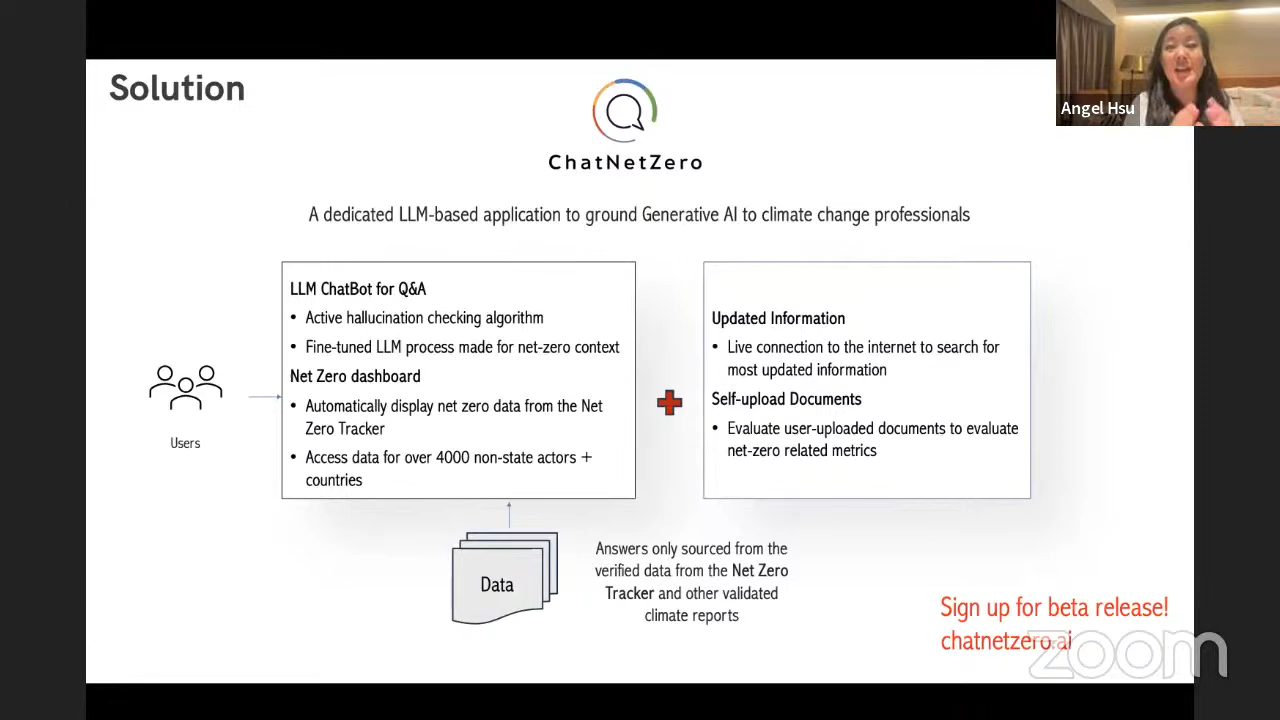 Solution
Angel Hsu
ChatNetZero
A dedicated LLM-based application to ground Generative AI to climate change professionals
LLM ChatBot for Q&A
• Active hallucination checking algorithm
• Fine-tuned LLM process made for net-zero context
Net Zero dashboard
• Automatically display net zero data from the Net
Zero Tracker
• Access data for over 4000 non-state actors +
countries
Updated Information
• Live connection to the internet to search for
most updated information
Self-upload Documents
• Evaluate user-uploaded documents to evaluate
net-zero related metrics
Users
Data
Answers only sourced from the
verified data from the Net Zero
Tracker and other validated
climate reports
Sign up for beta release!
chatnetzero.ai
zoom